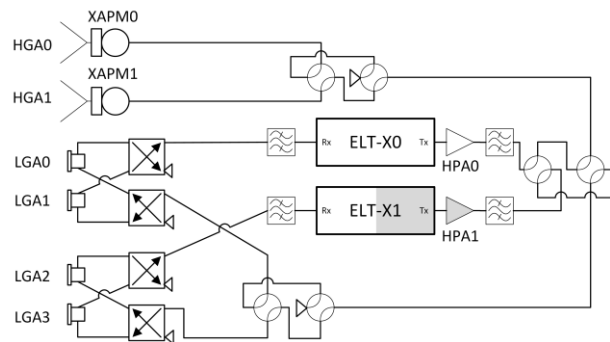 XAPM0
HGA0
XAPM1
HGA1
LGA0
Rx ELT-X0 Tx
HPA0
LGA1
Rx ELT-X1 Tx
HPA1
LGA2
LGA3